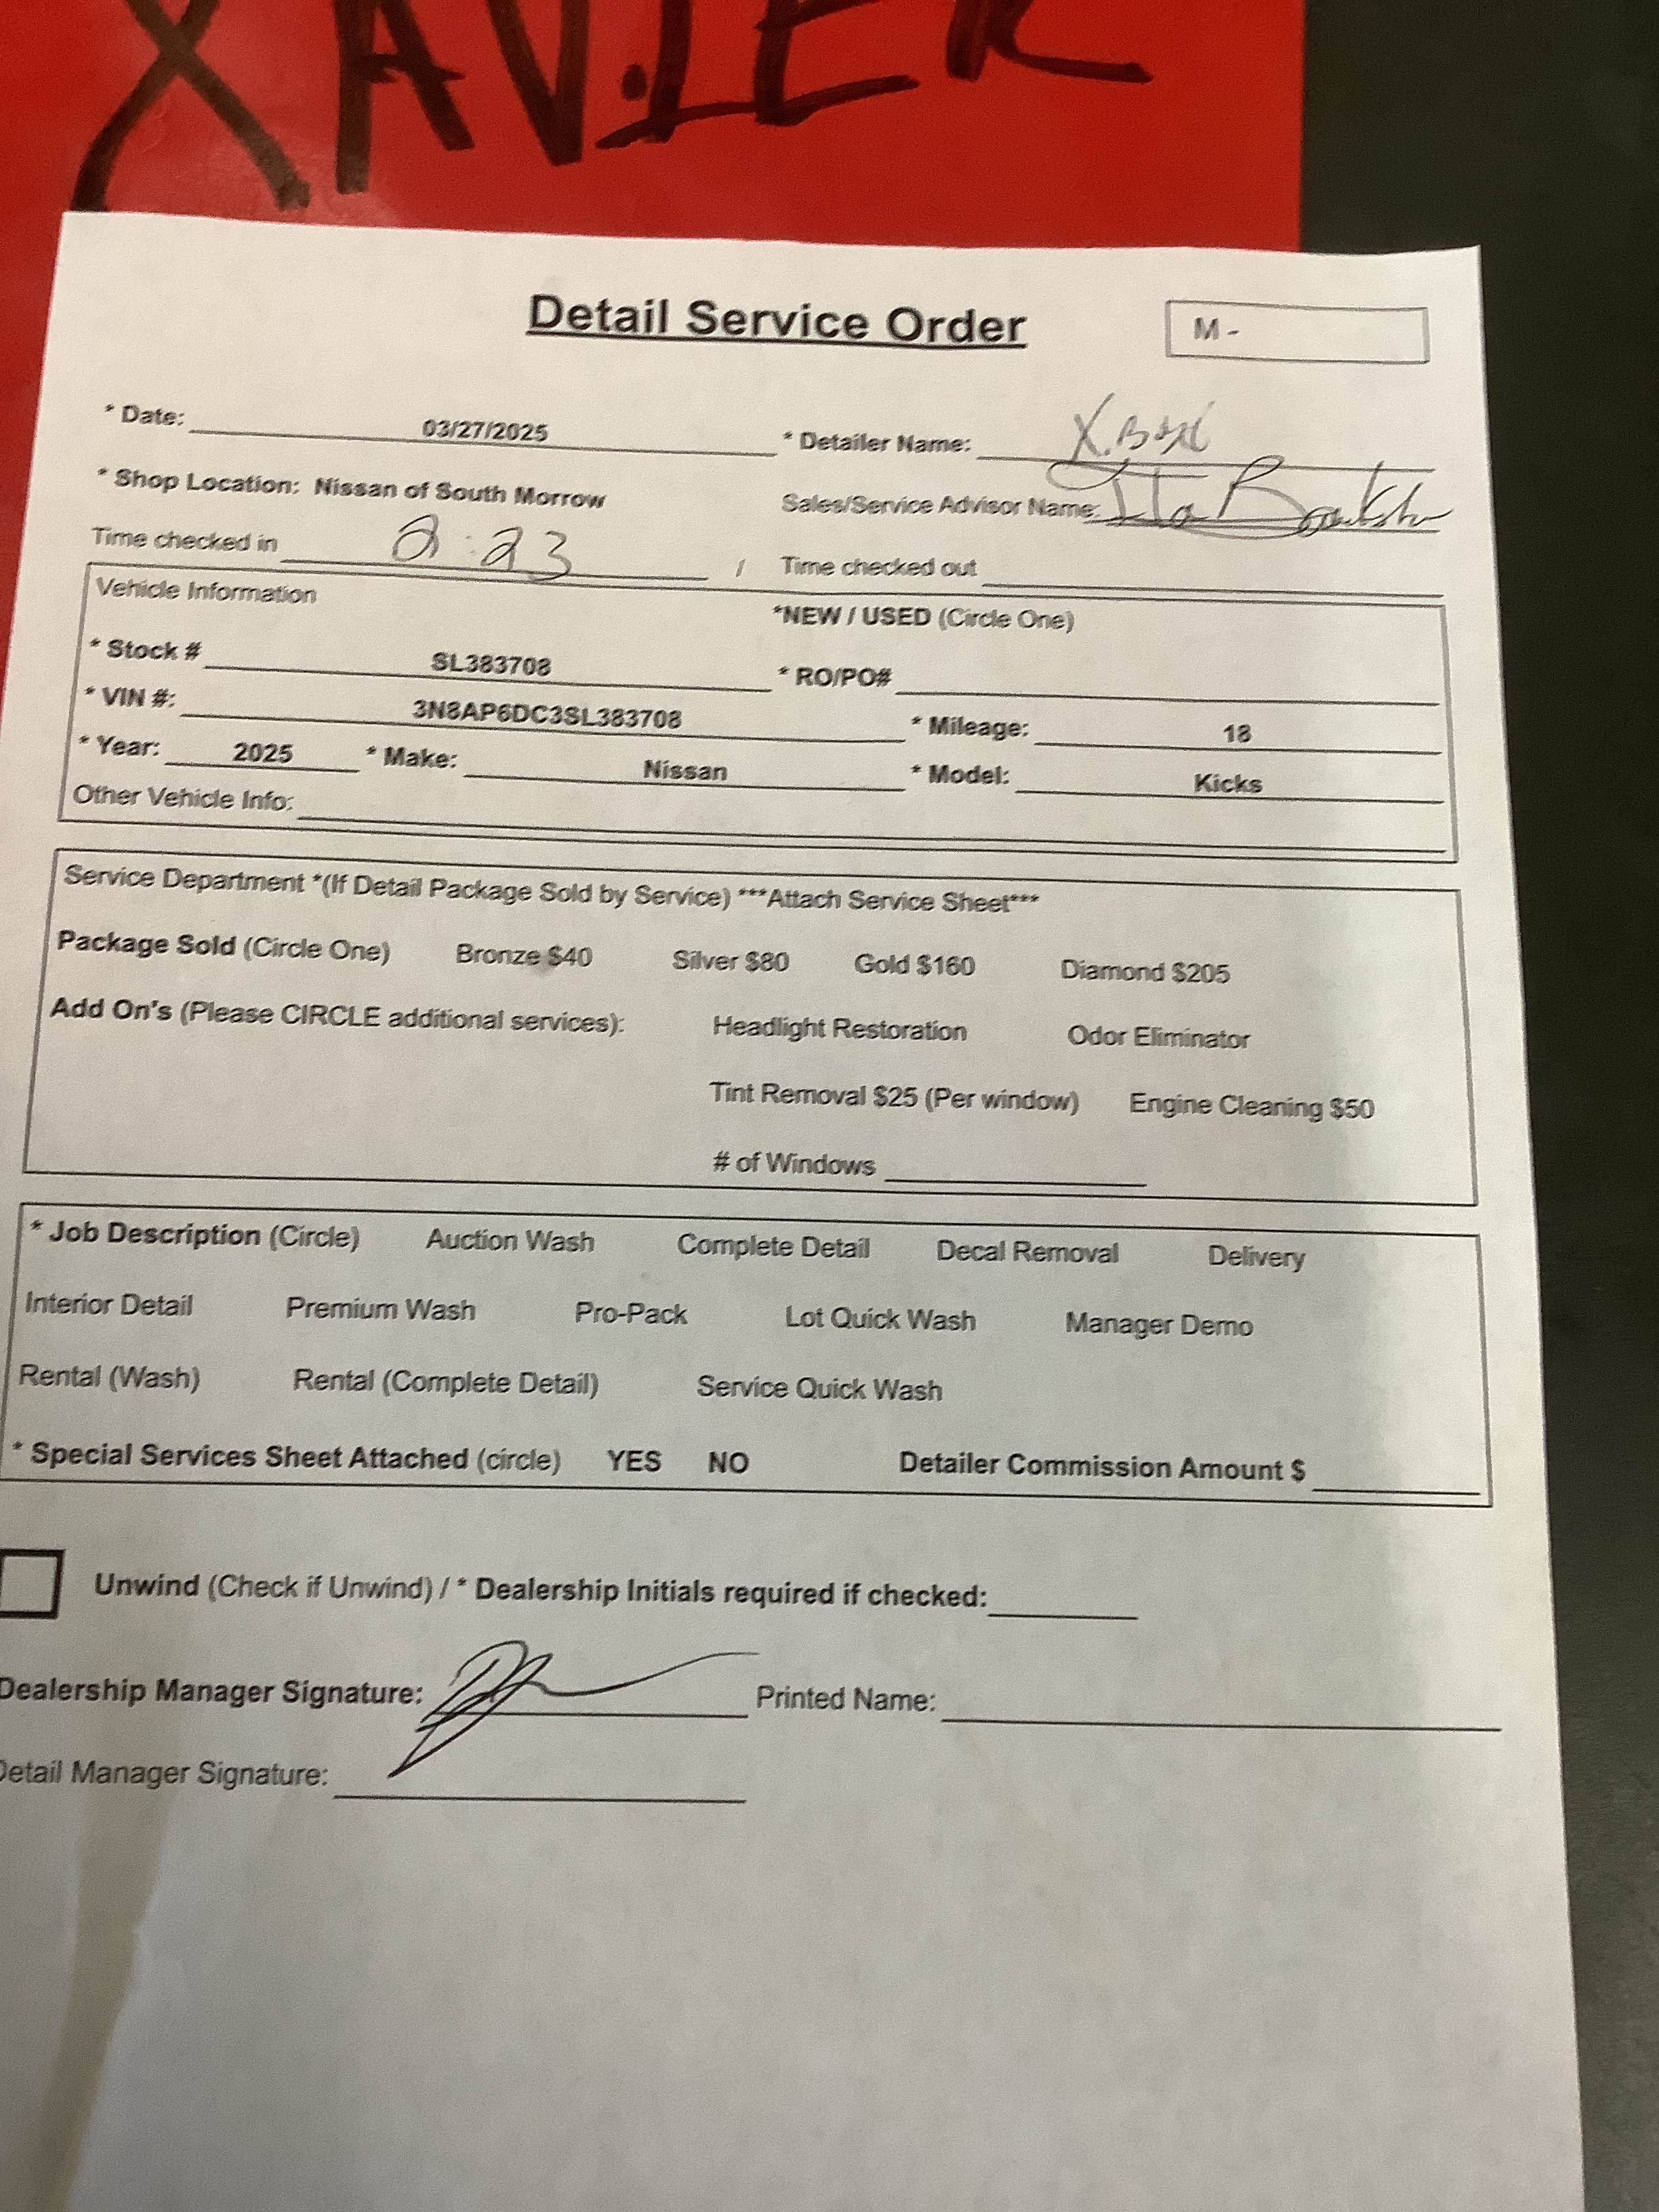 XAVIER
Detail Service Order
M -
* Date: 03/27/2025
* Detailer Name: X.
* Shop Location: Nissan of South Morrow
Sales/Service Advisor Name:
Time checked in 2:23 / Time checked out
Vehicle Information
*NEW / USED (Circle One)
* Stock # SL383708
* RO/PO#
* VIN #: 3N8AP6DC3SL383708
* Mileage: 18
* Year: 2025 * Make: Nissan * Model: Kicks
Other Vehicle Info:
Service Department *(If Detail Package Sold by Service) ***Attach Service Sheet***
Package Sold (Circle One) Bronze $40 Silver $80 Gold $160 Diamond $205
Add On's (Please CIRCLE additional services): Headlight Restoration Odor Eliminator
Tint Removal $25 (Per window) Engine Cleaning $50
# of Windows
* Job Description (Circle) Auction Wash Complete Detail Decal Removal Delivery
Interior Detail Premium Wash Pro-Pack Lot Quick Wash Manager Demo
Rental (Wash) Rental (Complete Detail) Service Quick Wash
* Special Services Sheet Attached (circle) YES NO Detailer Commission Amount $
Unwind (Check if Unwind) / * Dealership Initials required if checked:
Dealership Manager Signature: Printed Name:
Detail Manager Signature: